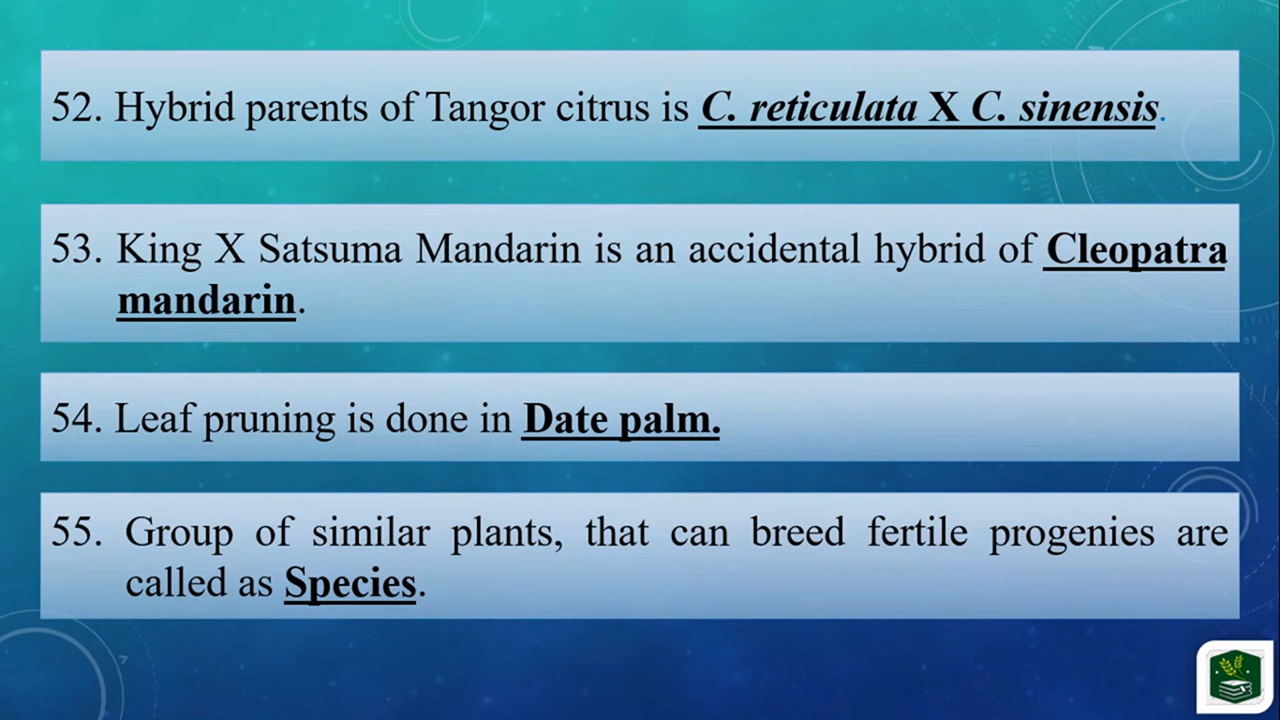 52. Hybrid parents of Tangor citrus is C. reticulata X C. sinensis.
53. King X Satsuma Mandarin is an accidental hybrid of Cleopatra
mandarin.
54. Leaf pruning is done in Date palm.
55. Group of similar plants, that can breed fertile progenies are
called as Species.